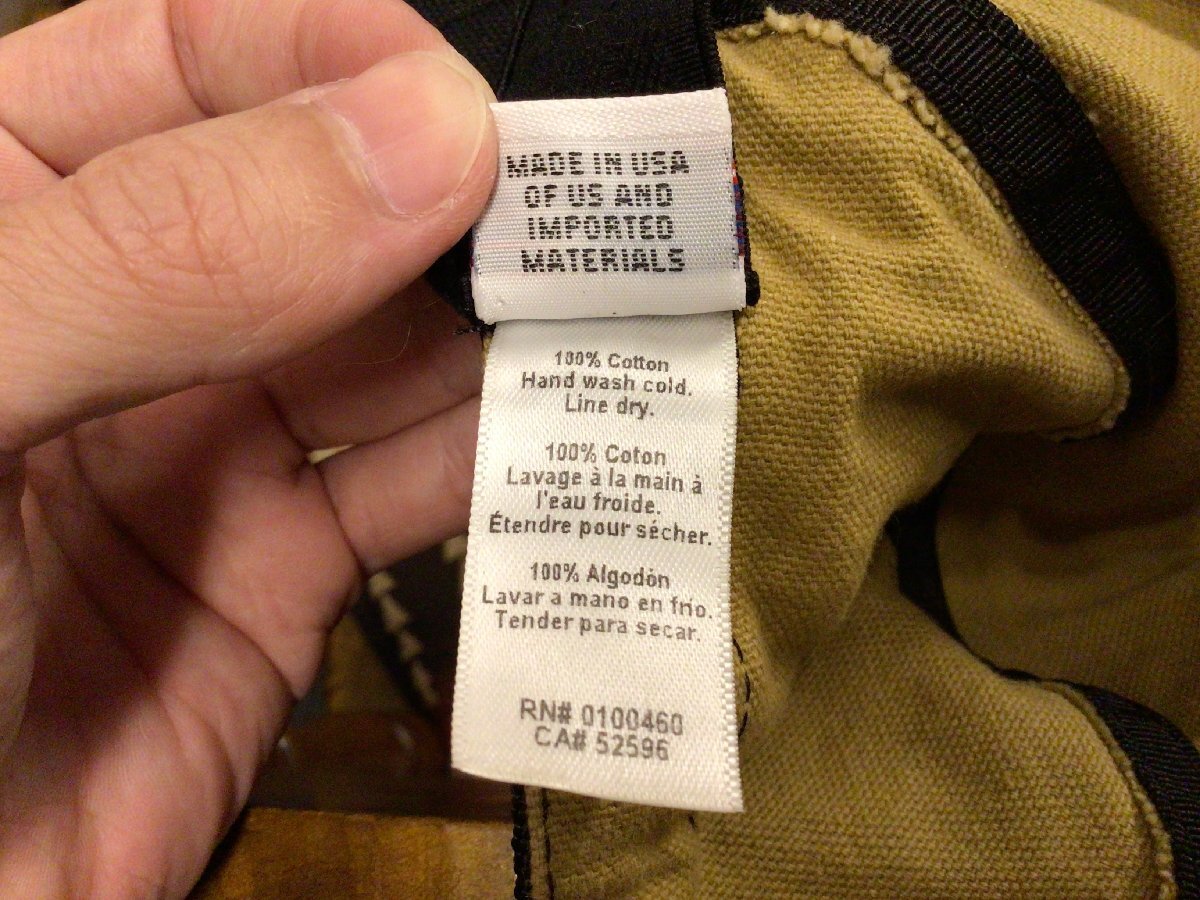 MADE IN USA
OF US AND
IMPORTED
MATERIALS
100% Cotton
Hand wash cold.
Line dry.
100% Coton
Lavage à la main à
l'eau froide.
Étendre pour sécher.
100% Algodón
Lavar a mano en frío.
Tender para secar.
RN# 0100460
CA# 52596